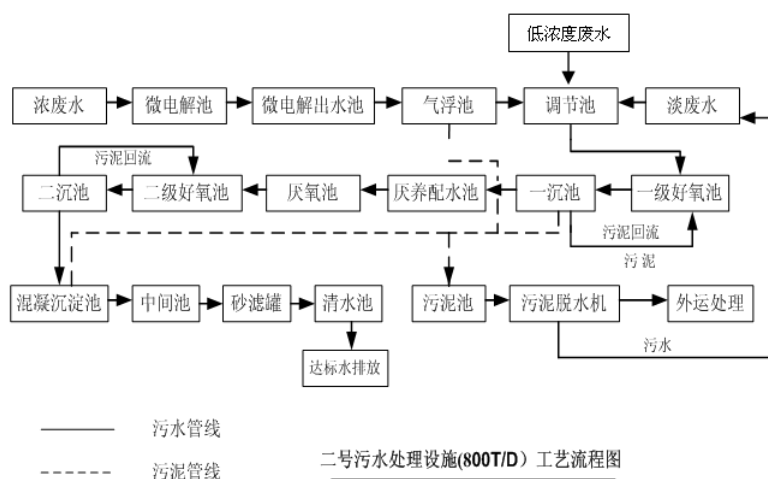 低浓度废水
浓废水
微电解池
微电解出水池
气浮池
调节池
淡废水
污泥回流
二沉池
二级好氧池
厌氧池
厌养配水池
一沉池
一级好氧池
污泥回流
污 泥
混凝沉淀池
中间池
砂滤罐
清水池
污泥池
污泥脱水机
外运处理
污水
达标水排放
污水管线
污泥管线
二号污水处理设施(800T/D）工艺流程图